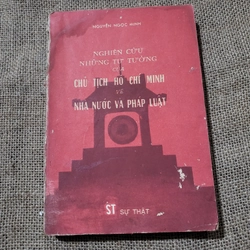 NGUYỄN NGỌC MINH
NGHIÊN CỨU
NHỮNG TƯ TƯỞNG
CỦA
CHỦ TỊCH HỒ CHÍ MINH
VỀ
NHÀ NƯỚC VÀ PHÁP LUẬT
ST SỰ THẬT